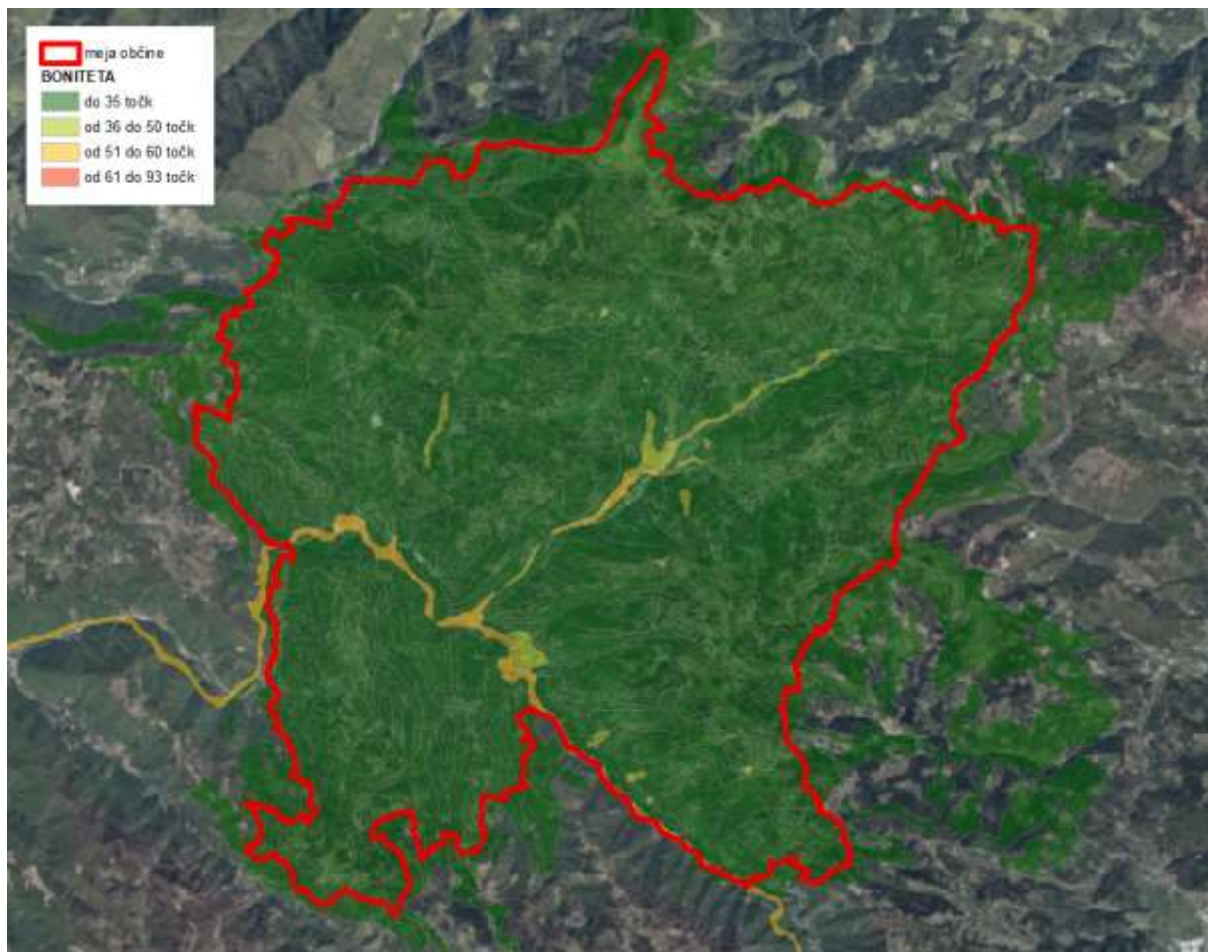 meja občine
BONITETA
do 35 točk
od 36 do 50 točk
od 51 do 60 točk
od 61 do 93 točk